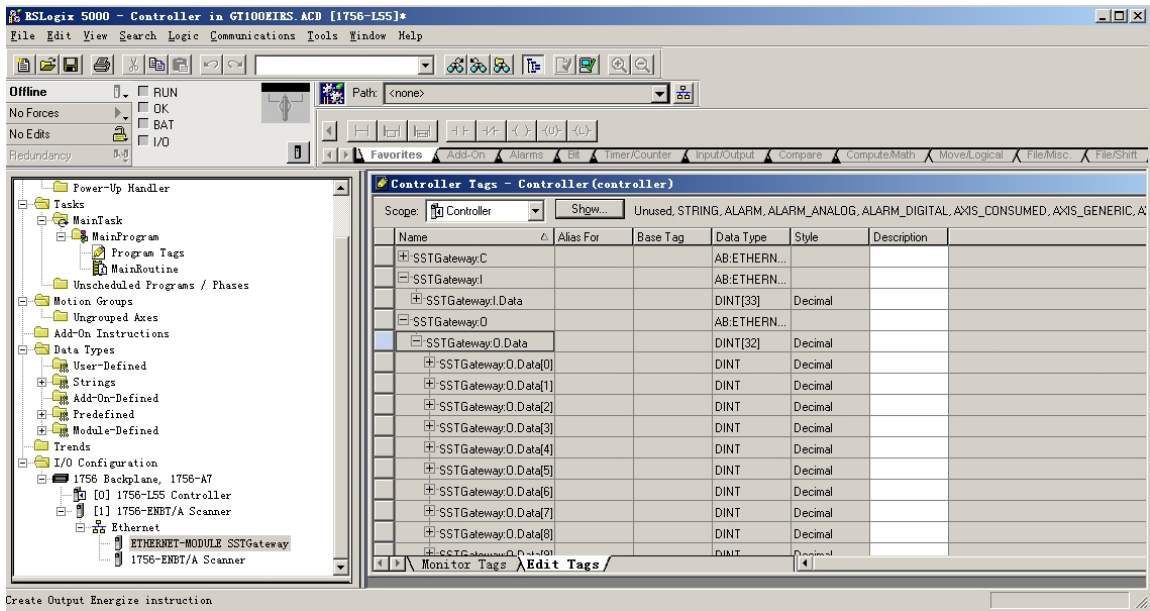 RSLogix 5000 - Controller in GT100EIRS.ACD [1756-L55]*
File Edit View Search Logic Communications Tools Window Help
Offline
RUN
Path: <none>
No Forces
OK
No Edits
BAT
I/O
Redundancy
Favorites Add-On Alarms Bit Timer/Counter Input/Output Compare Compute/Math Move/Logical File/Misc. File/Shift
Power-Up Handler
Tasks
MainTask
MainProgram
Program Tags
MainRoutine
Unscheduled Programs / Phases
Motion Groups
Ungrouped Axes
Add-On Instructions
Data Types
User-Defined
Strings
Add-On-Defined
Predefined
Module-Defined
Trends
I/O Configuration
1756 Backplane, 1756-A7
[0] 1756-L55 Controller
[1] 1756-ENBT/A Scanner
Ethernet
ETHERNET-MODULE SSTGateway
1756-ENBT/A Scanner
Controller Tags - Controller(controller)
Scope: Controller Show... Unused, STRING, ALARM, ALARM_ANALOG, ALARM_DIGITAL, AXIS_CONSUMED, AXIS_GENERIC,
Name Alias For Base Tag Data Type Style Description
SSTGateway:C AB:ETHERN...
SSTGateway:I AB:ETHERN...
SSTGateway:I.Data DINT[33] Decimal
SSTGateway:O AB:ETHERN...
SSTGateway:O.Data DINT[32] Decimal
SSTGateway:O.Data[0] DINT Decimal
SSTGateway:O.Data[1] DINT Decimal
SSTGateway:O.Data[2] DINT Decimal
SSTGateway:O.Data[3] DINT Decimal
SSTGateway:O.Data[4] DINT Decimal
SSTGateway:O.Data[5] DINT Decimal
SSTGateway:O.Data[6] DINT Decimal
SSTGateway:O.Data[7] DINT Decimal
SSTGateway:O.Data[8] DINT Decimal
SSTGateway:O.Data[9] DINT Decimal
Monitor Tags Edit Tags
Create Output Energize instruction